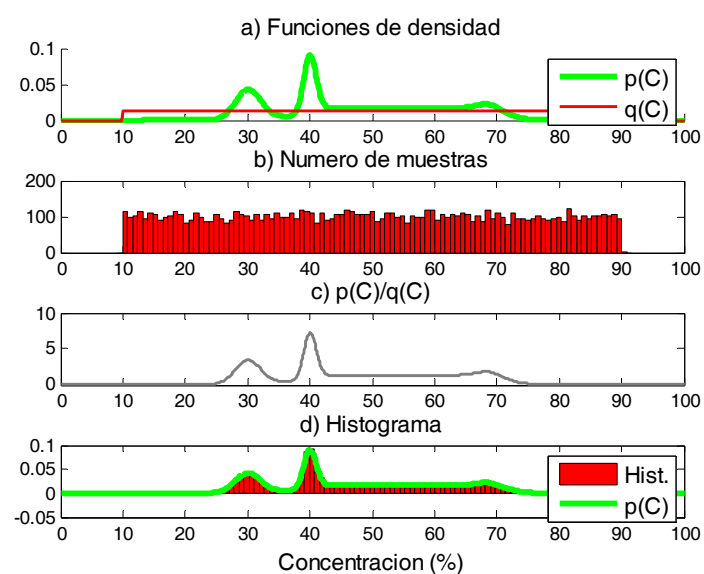 a) Funciones de densidad
0.1
0.05
0
p(C)
q(C)
0 10 20 30 40 50 60 70 80 90 100
b) Numero de muestras
200
100
0
0 10 20 30 40 50 60 70 80 90 100
c) p(C)/q(C)
10
5
0
0 10 20 30 40 50 60 70 80 90 100
d) Histograma
0.1
0.05
0
-0.05
Hist.
p(C)
0 10 20 30 40 50 60 70 80 90 100
Concentracion (%)